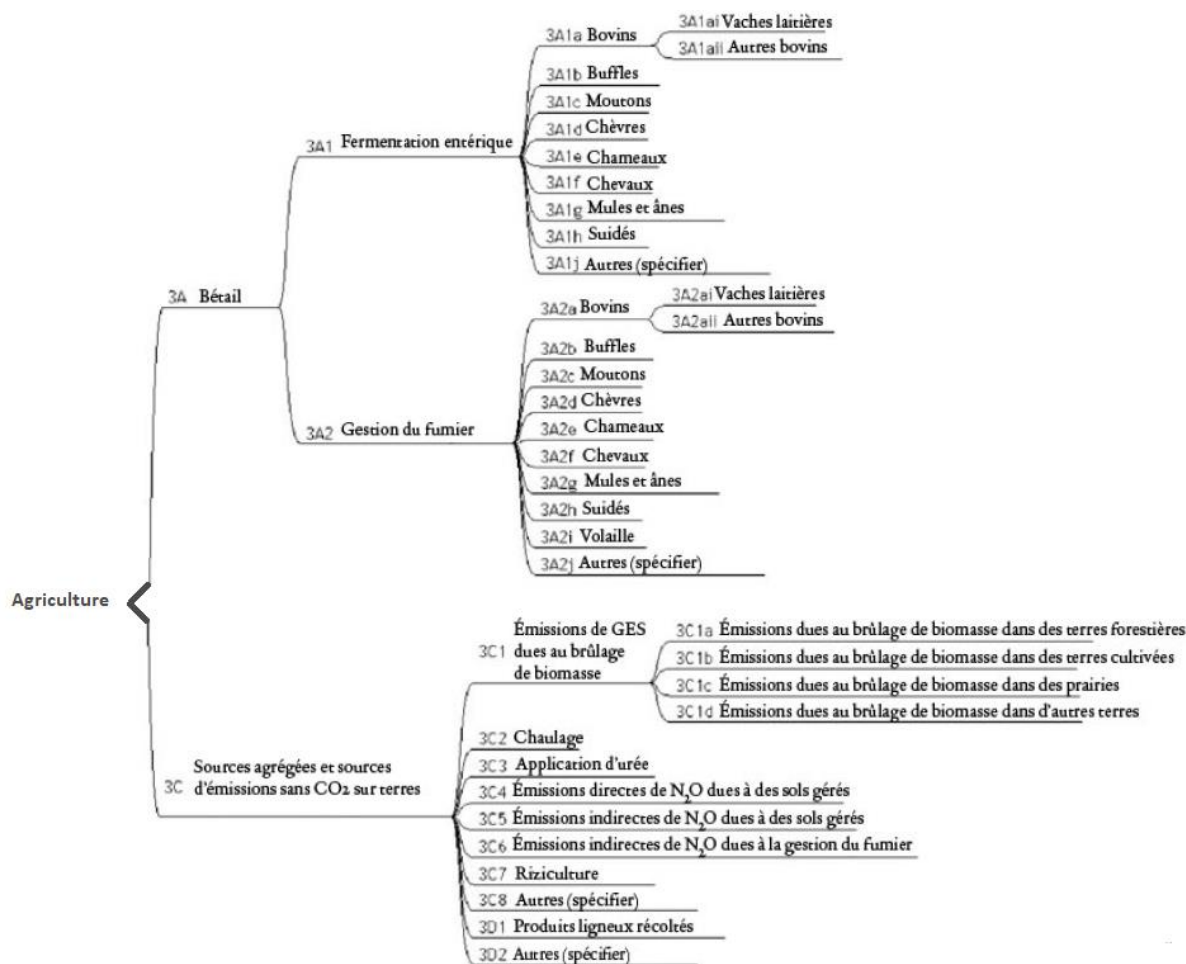 Agriculture
3A Bétail
3A1 Fermentation entérique
3A1a Bovins
3A1ai Vaches laitières
3A1aii Autres bovins
3A1b Buffles
3A1c Moutons
3A1d Chèvres
3A1e Chameaux
3A1f Chevaux
3A1g Mules et ânes
3A1h Suidés
3A1j Autres (spécifier)
3A2 Gestion du fumier
3A2a Bovins
3A2ai Vaches laitières
3A2aii Autres bovins
3A2b Buffles
3A2c Moutons
3A2d Chèvres
3A2e Chameaux
3A2f Chevaux
3A2g Mules et ânes
3A2h Suidés
3A2i Volaille
3A2j Autres (spécifier)
3C Sources agrégées et sources
d'émissions sans CO2 sur terres
3C1 Émissions de GES
dues au brûlage
de biomasse
3C1a Émissions dues au brûlage de biomasse dans des terres forestières
3C1b Émissions dues au brûlage de biomasse dans des terres cultivées
3C1c Émissions dues au brûlage de biomasse dans des prairies
3C1d Émissions dues au brûlage de biomasse dans d'autres terres
3C2 Chaulage
3C3 Application d'urée
3C4 Émissions directes de N₂O dues à des sols gérés
3C5 Émissions indirectes de N₂O dues à des sols gérés
3C6 Émissions indirectes de N₂O dues à la gestion du fumier
3C7 Riziculture
3C8 Autres (spécifier)
3D1 Produits ligneux récoltés
3D2 Autres (spécifier)